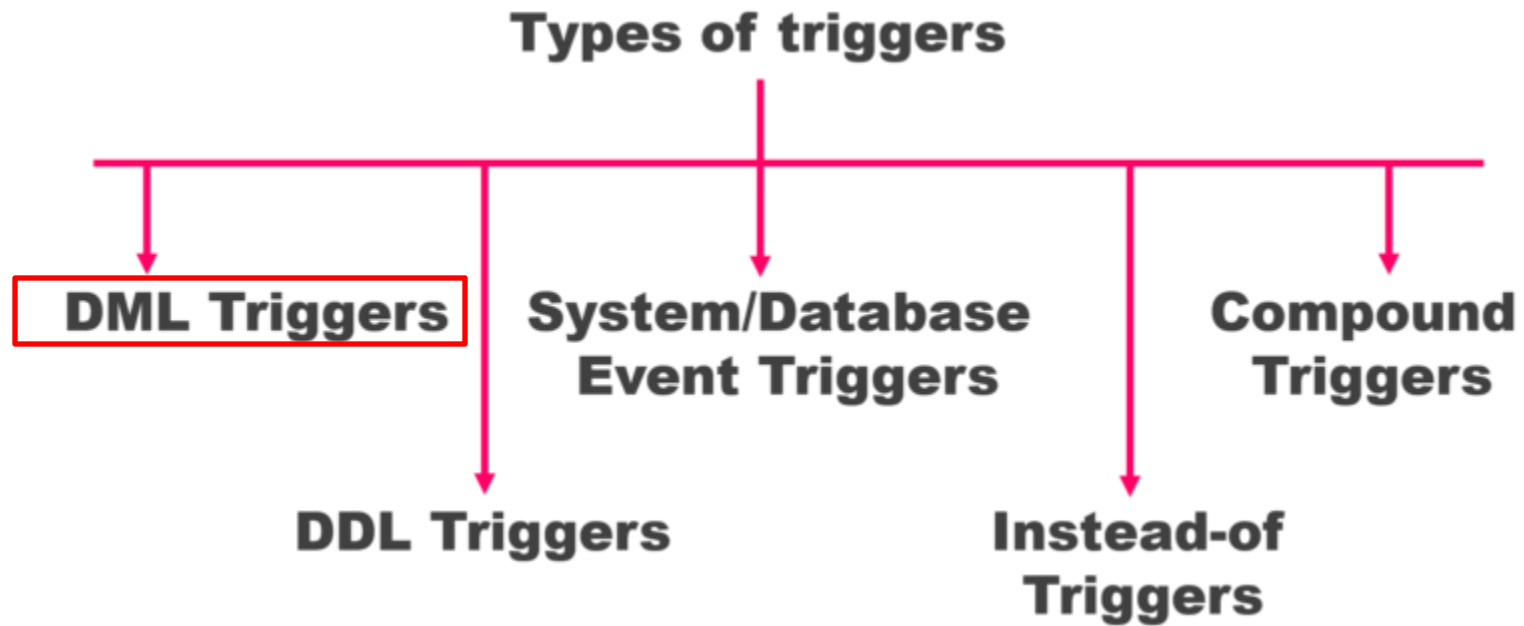 Types of triggers
DML Triggers
System/Database
Event Triggers
Compound
Triggers
DDL Triggers
Instead-of
Triggers